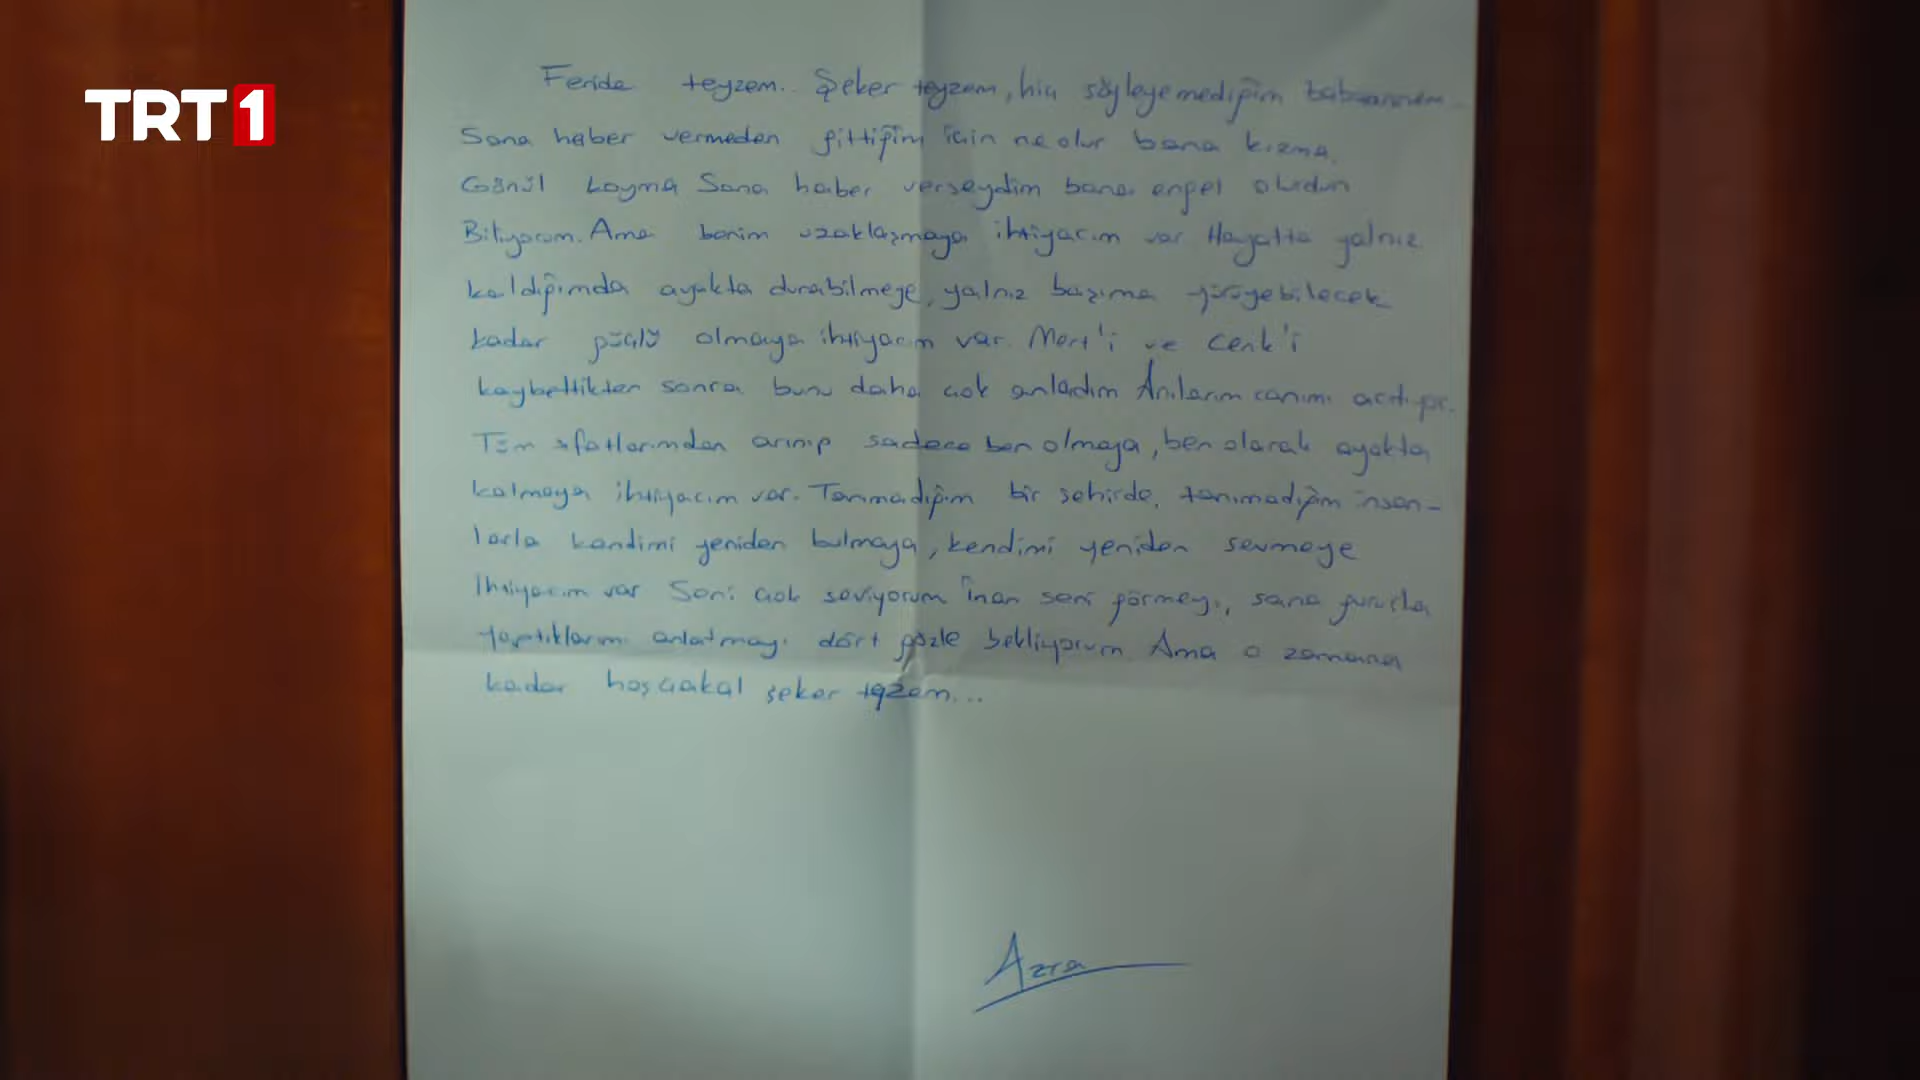 TRT 1
Feride teyzem.. Şeker teyzem, hiç söyleyemediğim babaannem...
Sana haber vermeden gittiğim için ne olur bana kızma.
Gönül koyma Sana haber verseydim bana engel olurdun
Biliyorum. Ama benim uzaklaşmaya ihtiyacım var Hayatta yalnız
kaldığımda ayakta durabilmeye, yalnız başıma yürüyebilecek
kadar güçlü olmaya ihtiyacım var. Mert'i ve Cenk'i
kaybettikten sonra bunu daha çok anladım Anılarım canımı acıtıyor.
Tüm sıfatlarımdan arınıp sadece ben olmaya, ben olarak ayakta
kalmaya ihtiyacım var. Tanımadığım bir şehirde, tanımadığım insan-
larla kendimi yeniden bulmaya, kendimi yeniden sevmeye
İhtiyacım var Seni çok seviyorum İnan seni görmeyi, sana gururla
yaptıklarımı anlatmayı dört gözle bekliyorum Ama o zamana
kadar hoşçakal şeker teyzem...
Azra